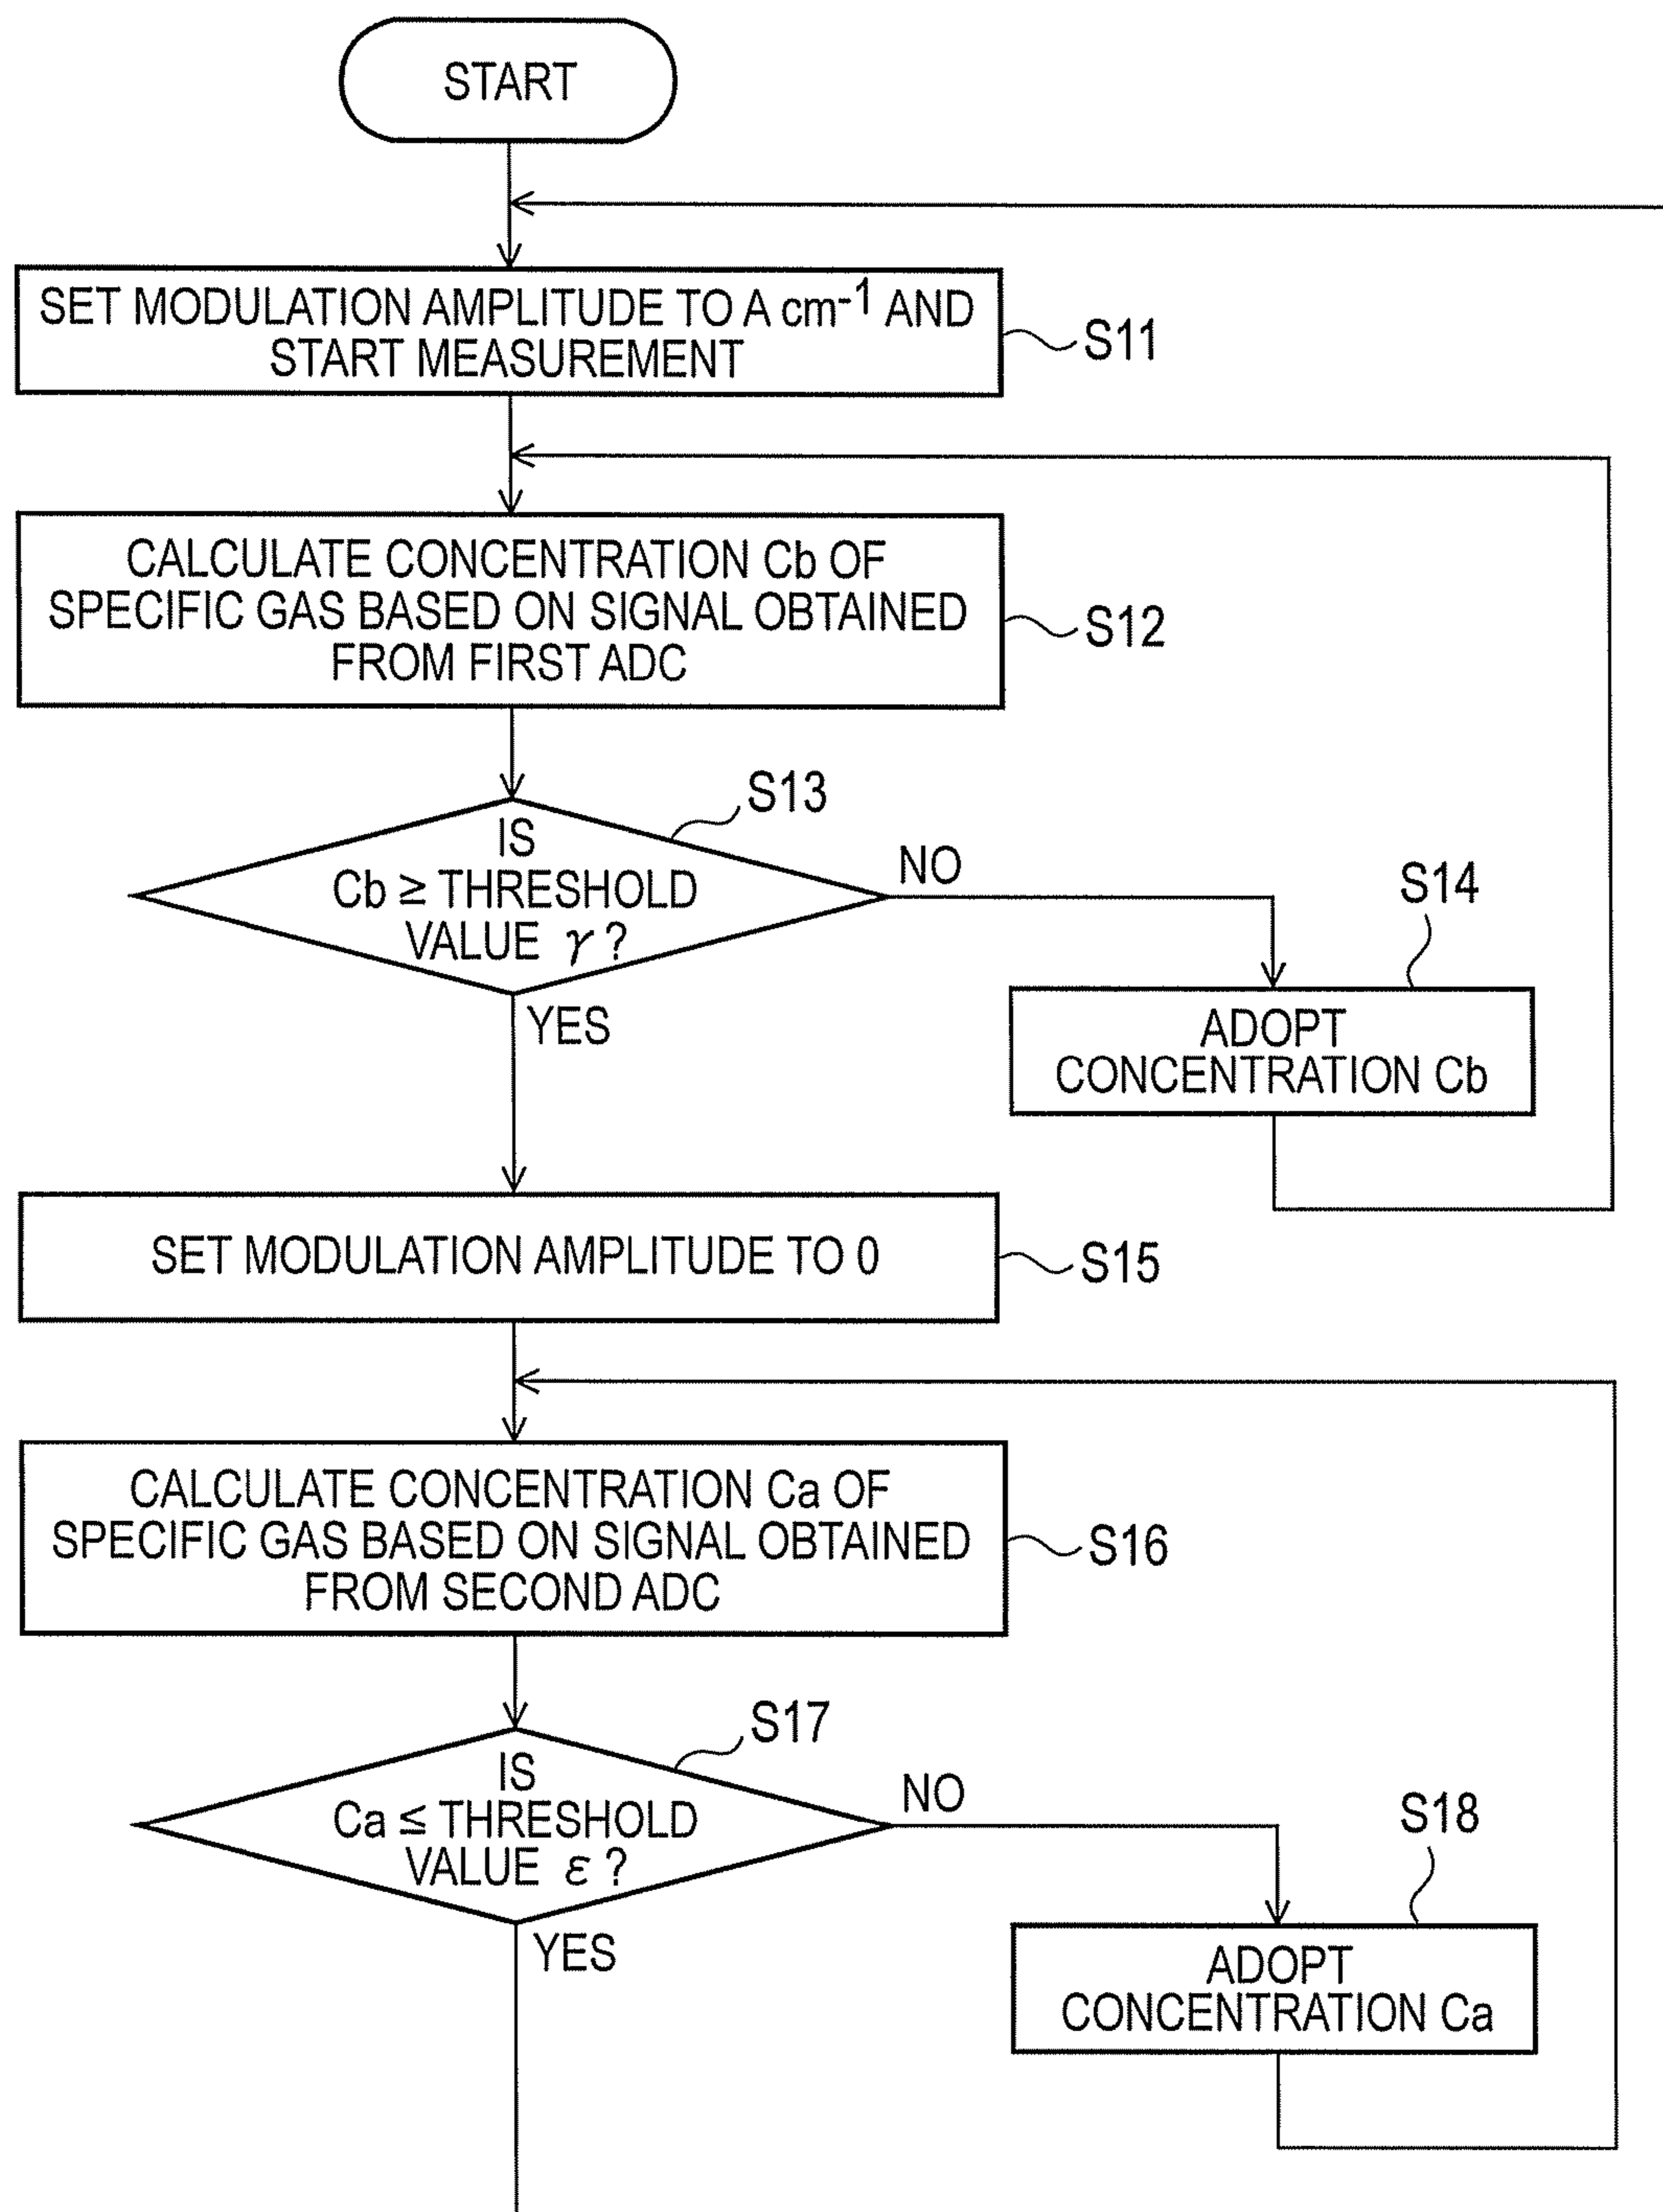 START
SET MODULATION AMPLITUDE TO A cm-1 AND
START MEASUREMENT
S11
CALCULATE CONCENTRATION Cb OF
SPECIFIC GAS BASED ON SIGNAL OBTAINED
FROM FIRST ADC
S12
S13
IS
Cb ≥ THRESHOLD
VALUE γ ?
NO
YES
S14
ADOPT
CONCENTRATION Cb
SET MODULATION AMPLITUDE TO 0
S15
CALCULATE CONCENTRATION Ca OF
SPECIFIC GAS BASED ON SIGNAL OBTAINED
FROM SECOND ADC
S16
S17
IS
Ca ≤ THRESHOLD
VALUE ε ?
NO
YES
S18
ADOPT
CONCENTRATION Ca